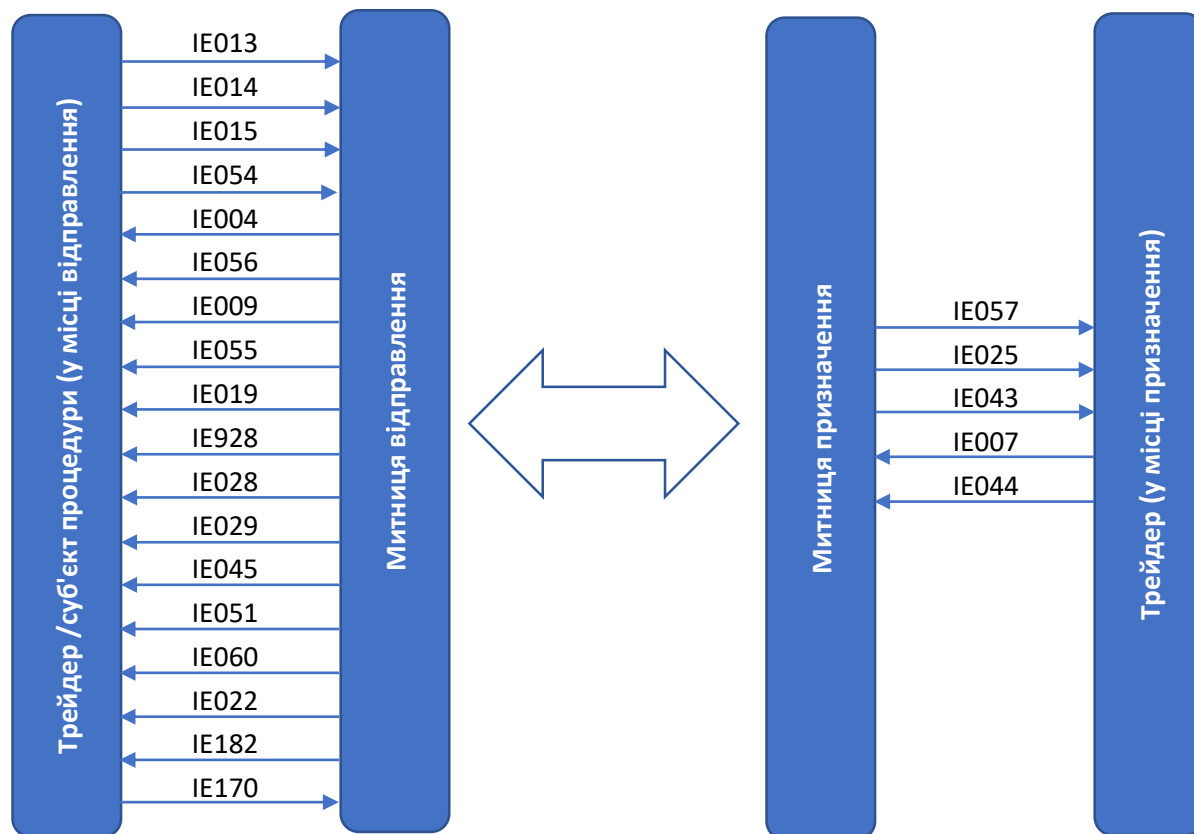 Трейдер /суб'єкт процедури (у місці відправлення)
IE013
IE014
IE015
IE054
IE004
IE056
IE009
IE055
IE019
IE928
IE028
IE029
IE045
IE051
IE060
IE022
IE182
IE170
Митниця відправлення
Митниця призначення
IE057
IE025
IE043
IE007
IE044
Трейдер (у місці призначення)